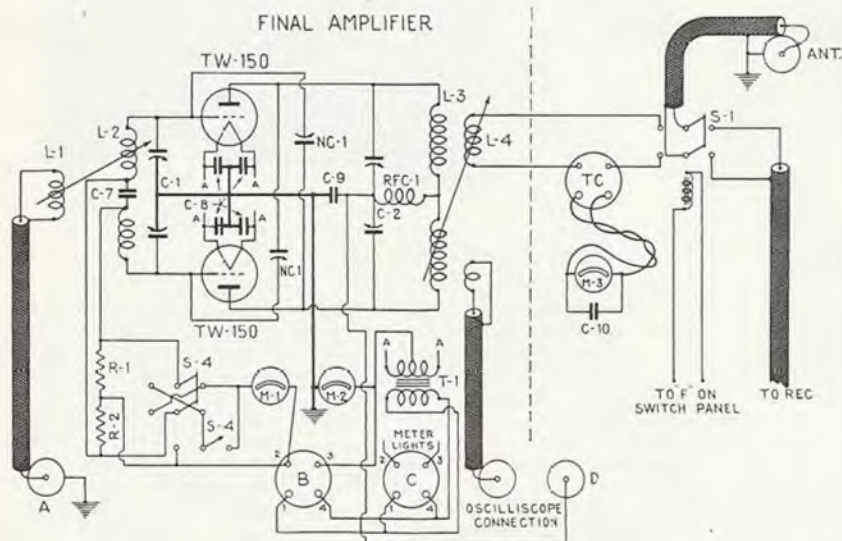 FINAL AMPLIFIER
TW-150
ANT.
L-3
S-1
L-2
NC-1
L-4
L-1
A A
C-9
RFC-1
TC
C-1
C-7
C-8
A A
C-2
NC1
M-3
TW-150
C-10
A A
R-1
S-4
T-1
M-1
M-2
TO "F" ON
SWITCH PANEL
TO REC
R-2
S-4
METER
LIGHTS
2 3
2 3
B
C
D
A
1 4
1 4
OSCILLISCOPE
CONNECTION